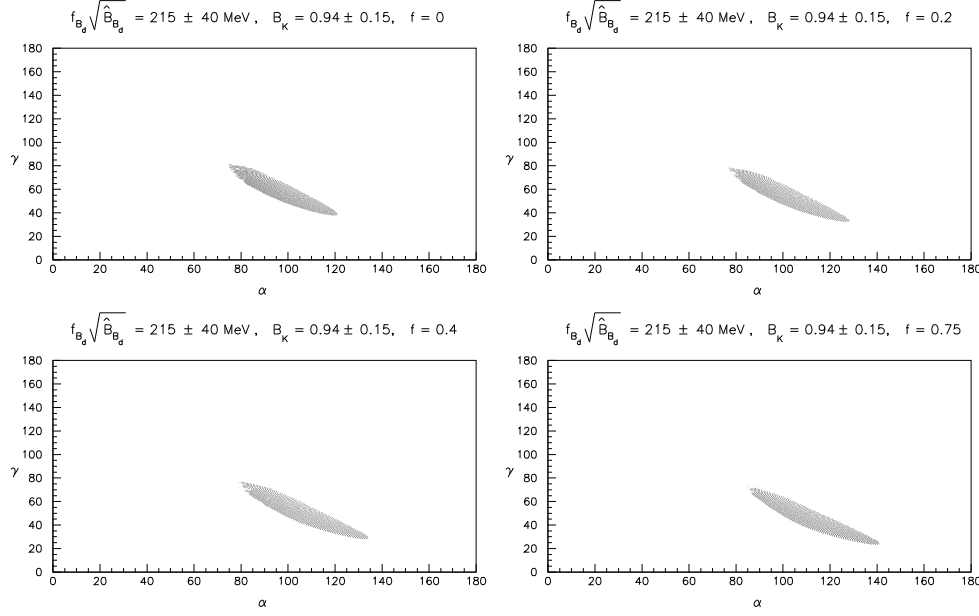 f_{B_d}√B̂_{B_d} = 215 ± 40 MeV, B_K = 0.94 ± 0.15, f = 0
180
160
140
120
100
80
60
40
20
0
γ
0 20 40 60 80 100 120 140 160 180
α
f_{B_d}√B̂_{B_d} = 215 ± 40 MeV, B_K = 0.94 ± 0.15, f = 0.2
180
160
140
120
100
80
60
40
20
0
γ
0 20 40 60 80 100 120 140 160 180
α
f_{B_d}√B̂_{B_d} = 215 ± 40 MeV, B_K = 0.94 ± 0.15, f = 0.4
180
160
140
120
100
80
60
40
20
0
γ
0 20 40 60 80 100 120 140 160 180
α
f_{B_d}√B̂_{B_d} = 215 ± 40 MeV, B_K = 0.94 ± 0.15, f = 0.75
180
160
140
120
100
80
60
40
20
0
γ
0 20 40 60 80 100 120 140 160 180
α